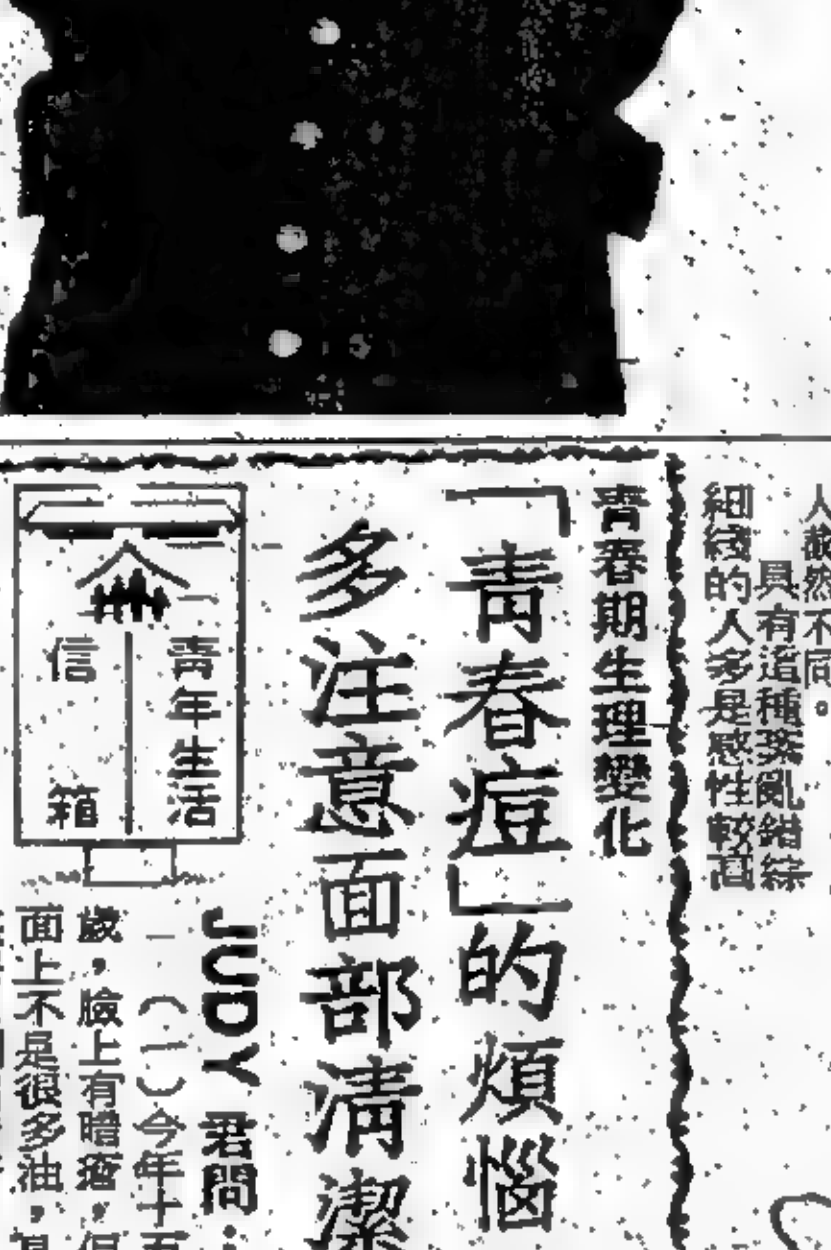 人截然不同。
具有這種紊亂錯綜
細綫的人多是感性較高
青春期生理變化
「青春痘」的煩惱
多注意面部清潔
青年生活
信箱
JUDY君問：
（一）今年十五
歲，臉上有暗瘡，但
面上不是很多油，